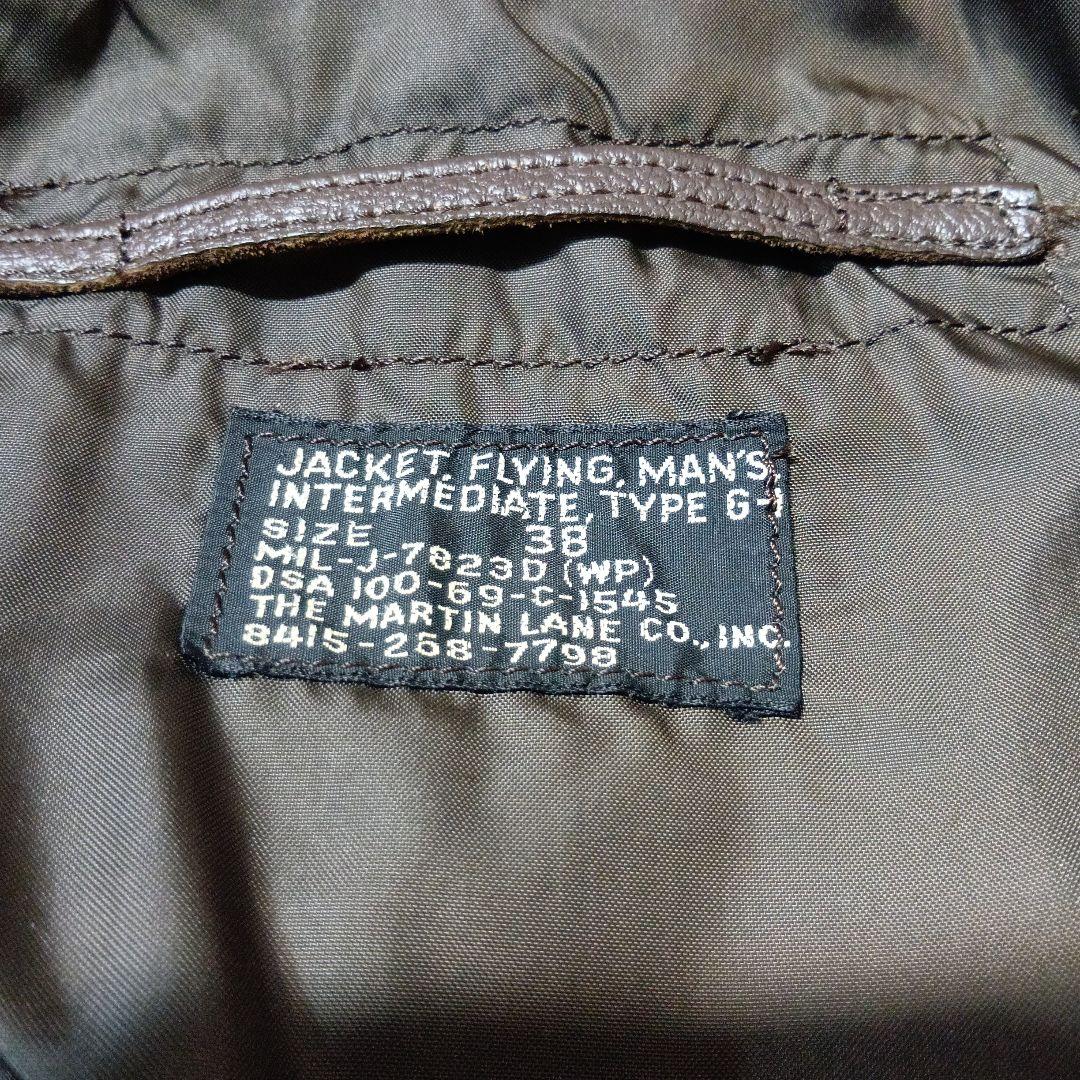 JACKET, FLYING, MAN'S
INTERMEDIATE, TYPE G-1
SIZE 38
MIL-J-7823D (WP)
DSA 100-69-C-1545
THE MARTIN LANE CO., INC.
8415-268-7798